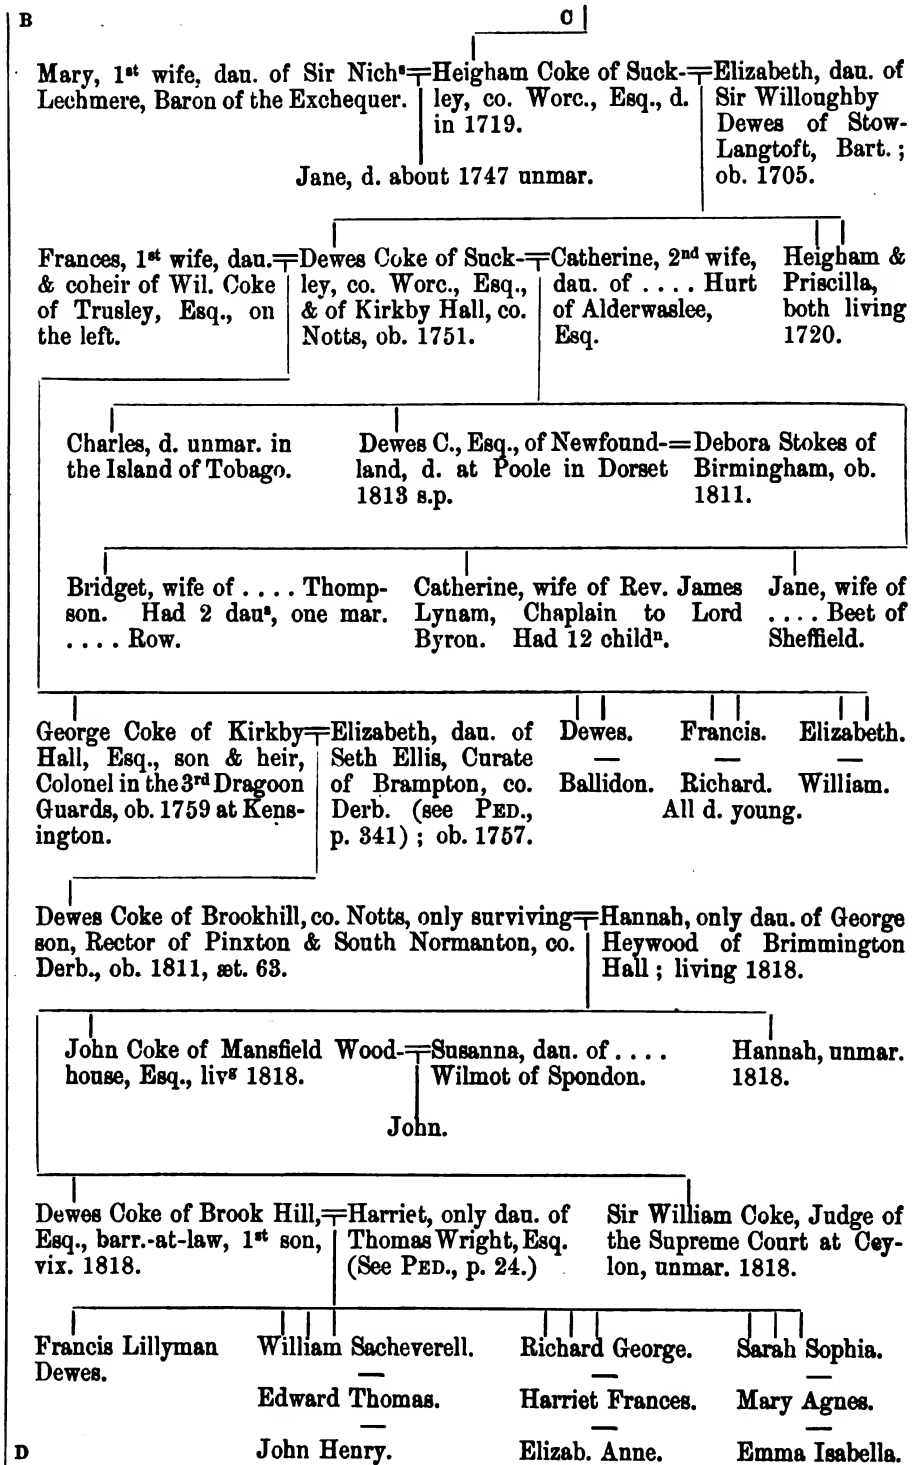 B
C
Mary, 1st wife, dau. of Sir Nichs
Lechmere, Baron of the Exchequer.
Heigham Coke of Suck-
ley, co. Worc., Esq., d.
in 1719.
Elizabeth, dau. of
Sir Willoughby
Dewes of Stow-
Langtoft, Bart.;
ob. 1705.
Jane, d. about 1747 unmar.
Frances, 1st wife, dau.
& coheir of Wil. Coke
of Trusley, Esq., on
the left.
Dewes Coke of Suck-
ley, co. Worc., Esq.,
& of Kirkby Hall, co.
Notts, ob. 1751.
Catherine, 2nd wife,
dau. of .... Hurt
of Alderwaslee,
Esq.
Heigham &
Priscilla,
both living
1720.
Charles, d. unmar. in
the Island of Tobago.
Dewes C., Esq., of Newfound-
land, d. at Poole in Dorset
1813 s.p.
=Debora Stokes of
Birmingham, ob.
1811.
Bridget, wife of .... Thomp-
son. Had 2 daus, one mar.
.... Row.
Catherine, wife of Rev. James
Lynam, Chaplain to Lord
Byron. Had 12 childn.
Jane, wife of
.... Beet of
Sheffield.
George Coke of Kirkby
Hall, Esq., son & heir,
Colonel in the 3rd Dragoon
Guards, ob. 1759 at Kens-
ington.
Elizabeth, dau. of
Seth Ellis, Curate
of Brampton, co.
Derb. (see PED.,
p. 341); ob. 1757.
Dewes.
—
Ballidon.
Francis.
—
Richard.
Elizabeth.
—
William.
All d. young.
Dewes Coke of Brookhill, co. Notts, only surviving
son, Rector of Pinxton & South Normanton, co.
Derb., ob. 1811, æt. 63.
Hannah, only dau. of George
Heywood of Brimmington
Hall; living 1818.
John Coke of Mansfield Wood-
house, Esq., livg 1818.
Susanna, dau. of ....
Wilmot of Spondon.
Hannah, unmar.
1818.
John.
Dewes Coke of Brook Hill,
Esq., barr.-at-law, 1st son,
vix. 1818.
Harriet, only dau. of
Thomas Wright, Esq.
(See PED., p. 24.)
Sir William Coke, Judge of
the Supreme Court at Cey-
lon, unmar. 1818.
Francis Lillyman
Dewes.
William Sacheverell.
—
Edward Thomas.
—
John Henry.
Richard George.
—
Harriet Frances.
—
Elizab. Anne.
Sarah Sophia.
—
Mary Agnes.
—
Emma Isabella.
D